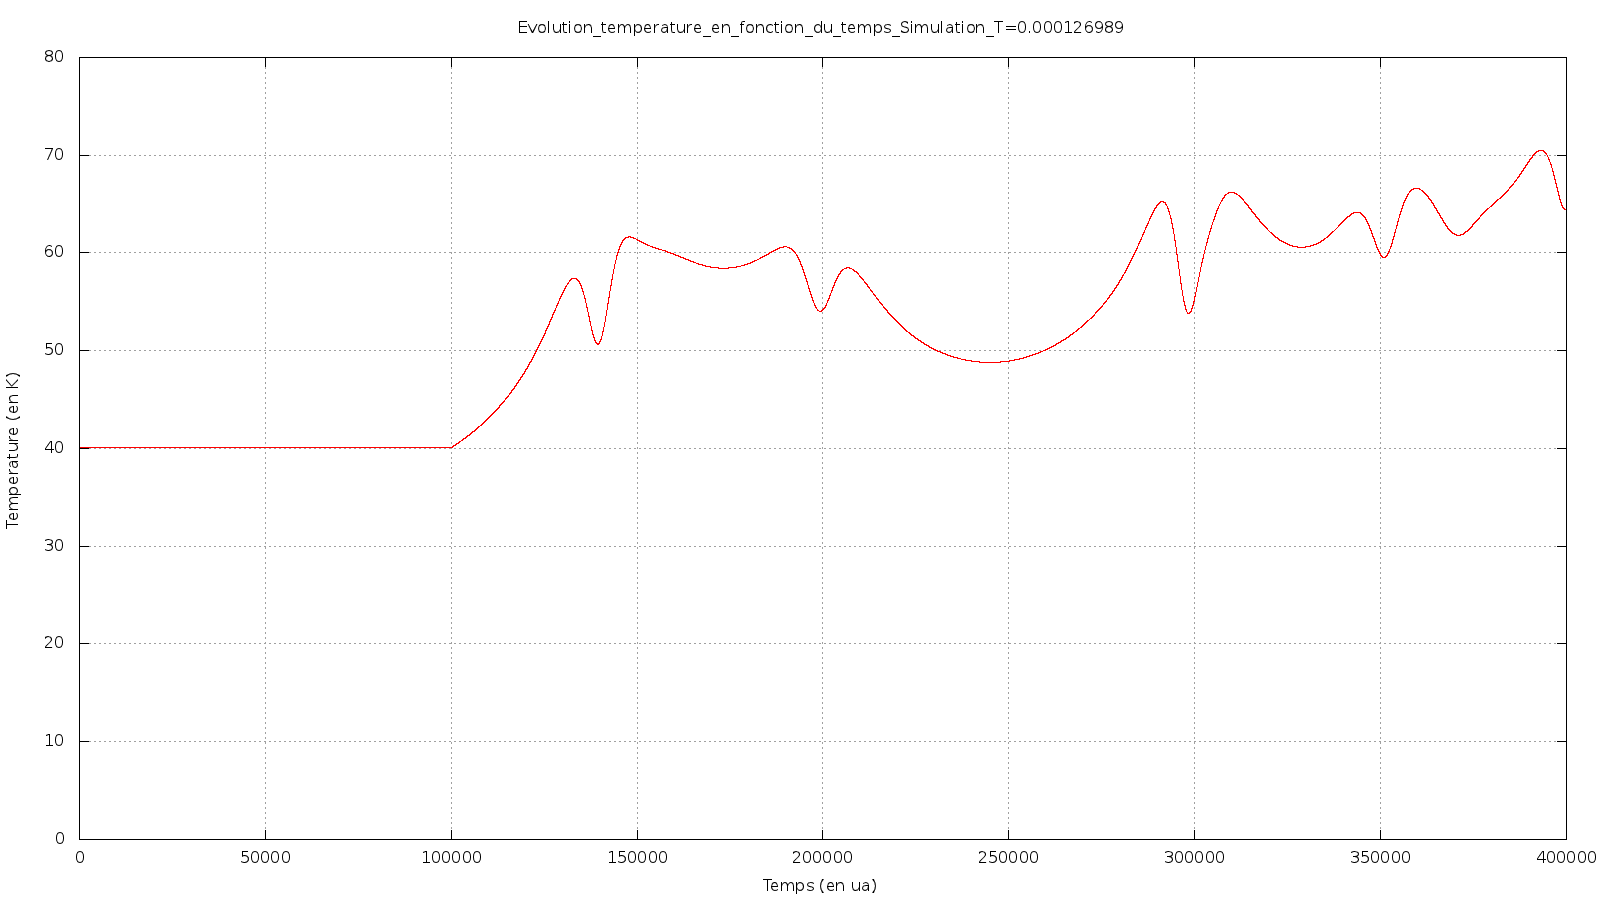 Evolution_temperature_en_fonction_du_temps_Simulation_T=0.000126989
80
70
60
50
40
30
20
10
0
Temperature (en K)
0 50000 100000 150000 200000 250000 300000 350000 400000
Temps (en ua)